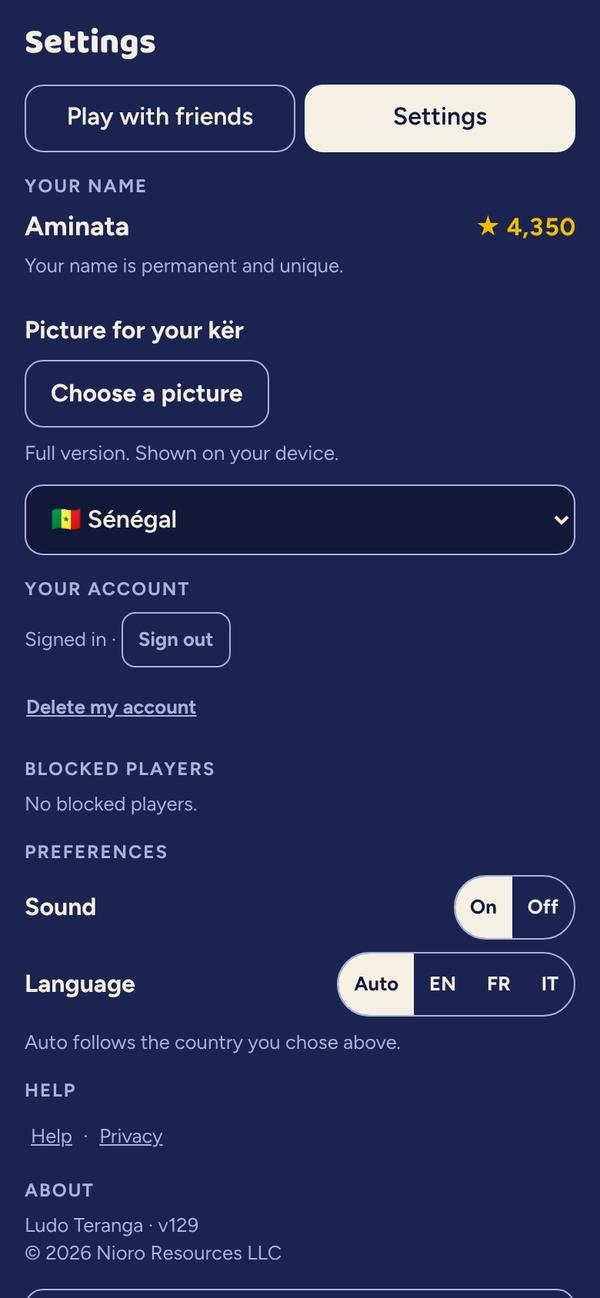 Settings
Play with friends
Settings
YOUR NAME
Aminata
★ 4,350
Your name is permanent and unique.
Picture for your kër
Choose a picture
Full version. Shown on your device.
🇸🇳 Sénégal
YOUR ACCOUNT
Signed in · Sign out
Delete my account
BLOCKED PLAYERS
No blocked players.
PREFERENCES
Sound
On Off
Language
Auto EN FR IT
Auto follows the country you chose above.
HELP
Help · Privacy
ABOUT
Ludo Teranga · v129
© 2026 Nioro Resources LLC